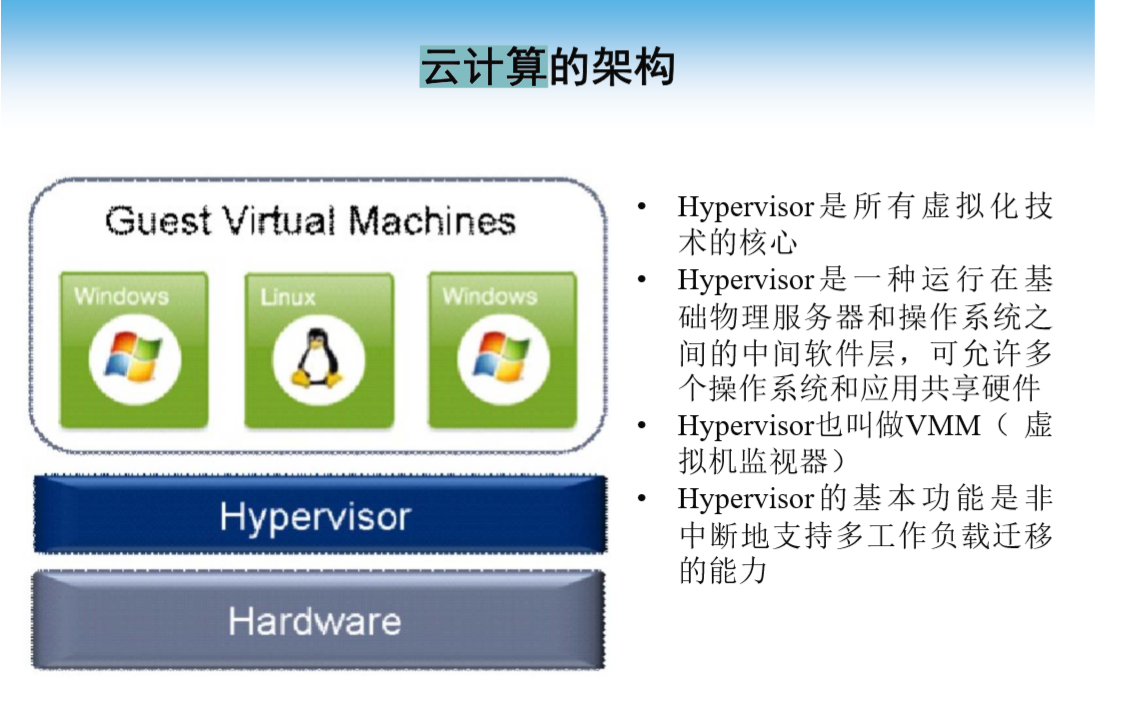 云计算的架构
Guest Virtual Machines
Windows
Linux
Windows
Hypervisor
Hardware
• Hypervisor是所有虚拟化技
术的核心
• Hypervisor是一种运行在基
础物理服务器和操作系统之
间的中间软件层，可允许多
个操作系统和应用共享硬件
• Hypervisor也叫做VMM（ 虚
拟机监视器）
• Hypervisor的基本功能是非
中断地支持多工作负载迁移
的能力